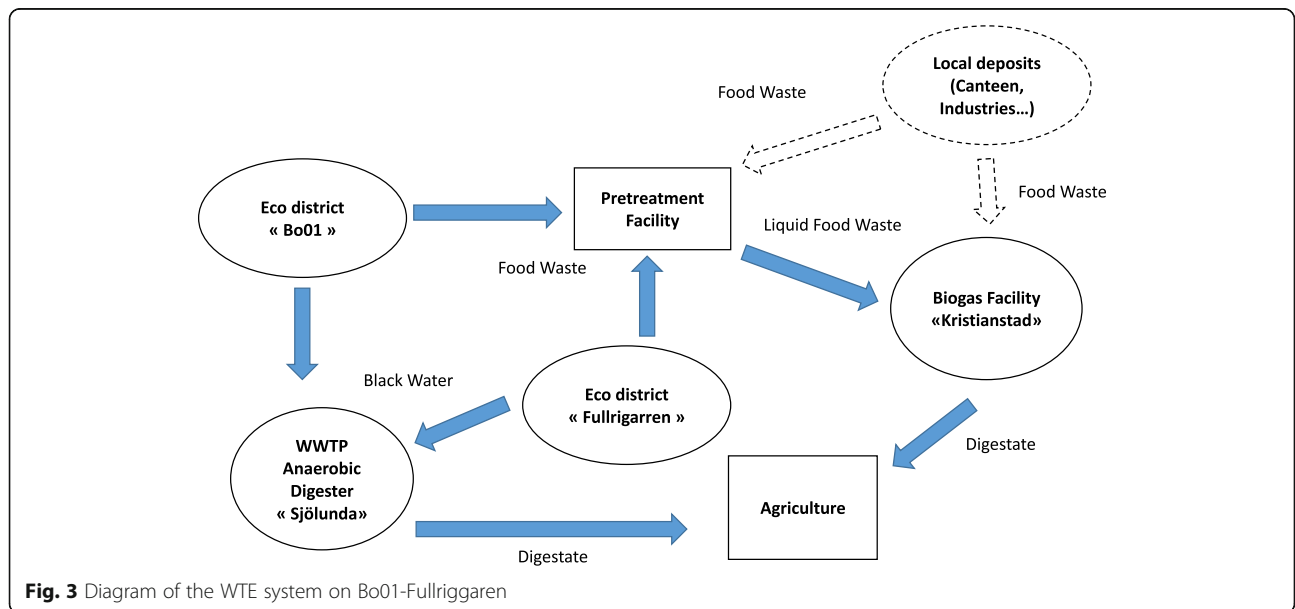 Local deposits
(Canteen,
Industries...)
Food Waste
Food Waste
Eco district
« Bo01 »
Pretreatment
Facility
Liquid Food Waste
Food Waste
Biogas Facility
«Kristianstad»
Black Water
Eco district
« Fullrigarren »
WWTP
Anaerobic
Digester
« Sjölunda»
Digestate
Agriculture
Digestate
Fig. 3 Diagram of the WTE system on Bo01-Fullriggaren